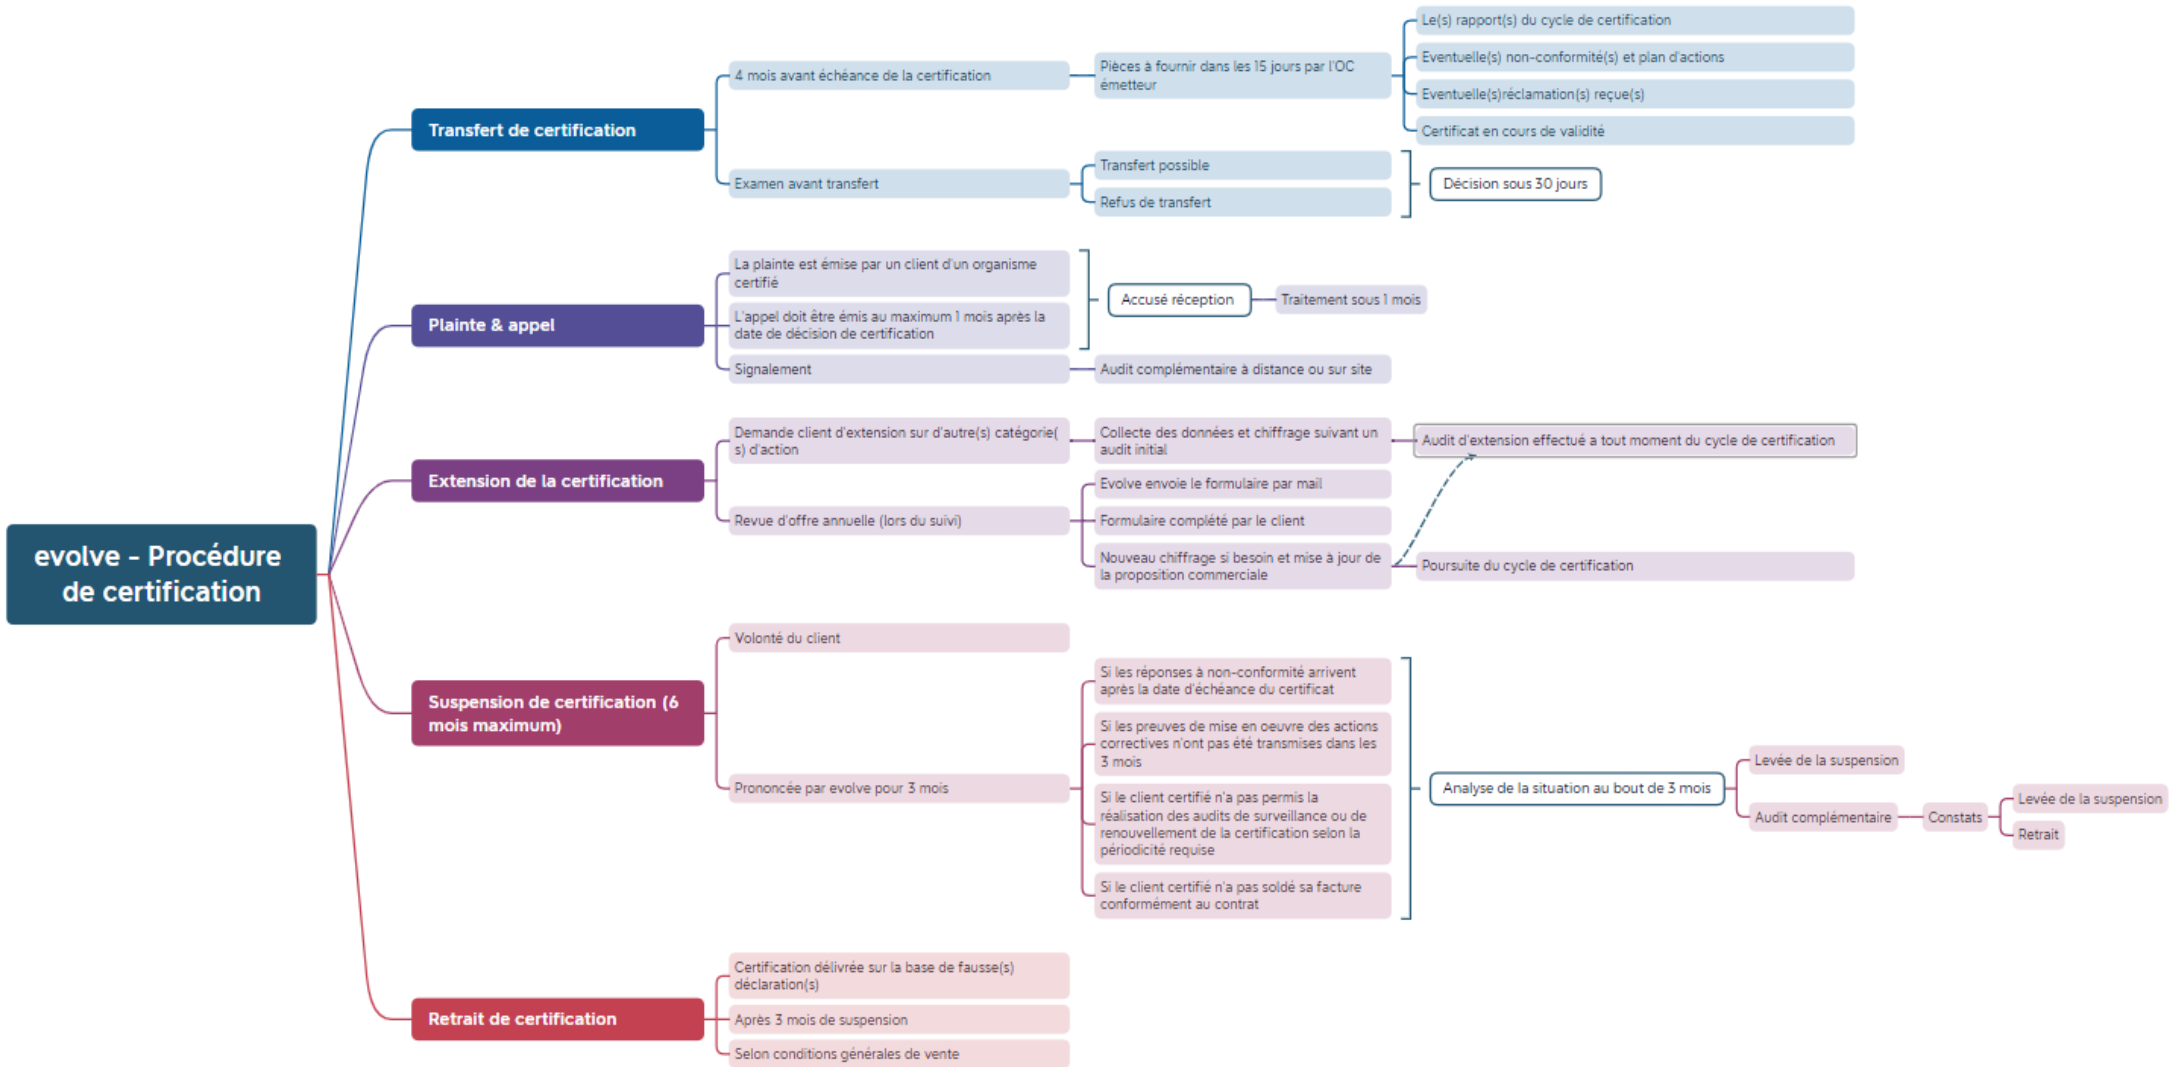 evolve - Procédure
de certification
Transfert de certification
4 mois avant échéance de la certification
Pièces à fournir dans les 15 jours par l'OC
émetteur
Le(s) rapport(s) du cycle de certification
Eventuelle(s) non-conformité(s) et plan d'actions
Eventuelle(s)réclamation(s) reçue(s)
Certificat en cours de validité
Examen avant transfert
Transfert possible
Refus de transfert
Décision sous 30 jours
Plainte & appel
La plainte est émise par un client d'un organisme
certifié
L'appel doit être émis au maximum 1 mois après la
date de décision de certification
Accusé réception
Traitement sous 1 mois
Signalement
Audit complémentaire à distance ou sur site
Extension de la certification
Demande client d'extension sur d'autre(s) catégorie(
s) d'action
Collecte des données et chiffrage suivant un
audit initial
Audit d'extension effectué a tout moment du cycle de certification
Revue d'offre annuelle (lors du suivi)
Evolve envoie le formulaire par mail
Formulaire complété par le client
Nouveau chiffrage si besoin et mise à jour de
la proposition commerciale
Poursuite du cycle de certification
Suspension de certification (6
mois maximum)
Volonté du client
Prononcée par evolve pour 3 mois
Si les réponses à non-conformité arrivent
après la date d'échéance du certificat
Si les preuves de mise en oeuvre des actions
correctives n'ont pas été transmises dans les
3 mois
Si le client certifié n'a pas permis la
réalisation des audits de surveillance ou de
renouvellement de la certification selon la
périodicité requise
Si le client certifié n'a pas soldé sa facture
conformément au contrat
Analyse de la situation au bout de 3 mois
Levée de la suspension
Audit complémentaire
Constats
Levée de la suspension
Retrait
Retrait de certification
Certification délivrée sur la base de fausse(s)
déclaration(s)
Après 3 mois de suspension
Selon conditions générales de vente